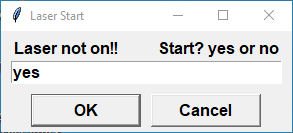 Laser Start
Laser not on!! Start? yes or no
yes
OK Cancel